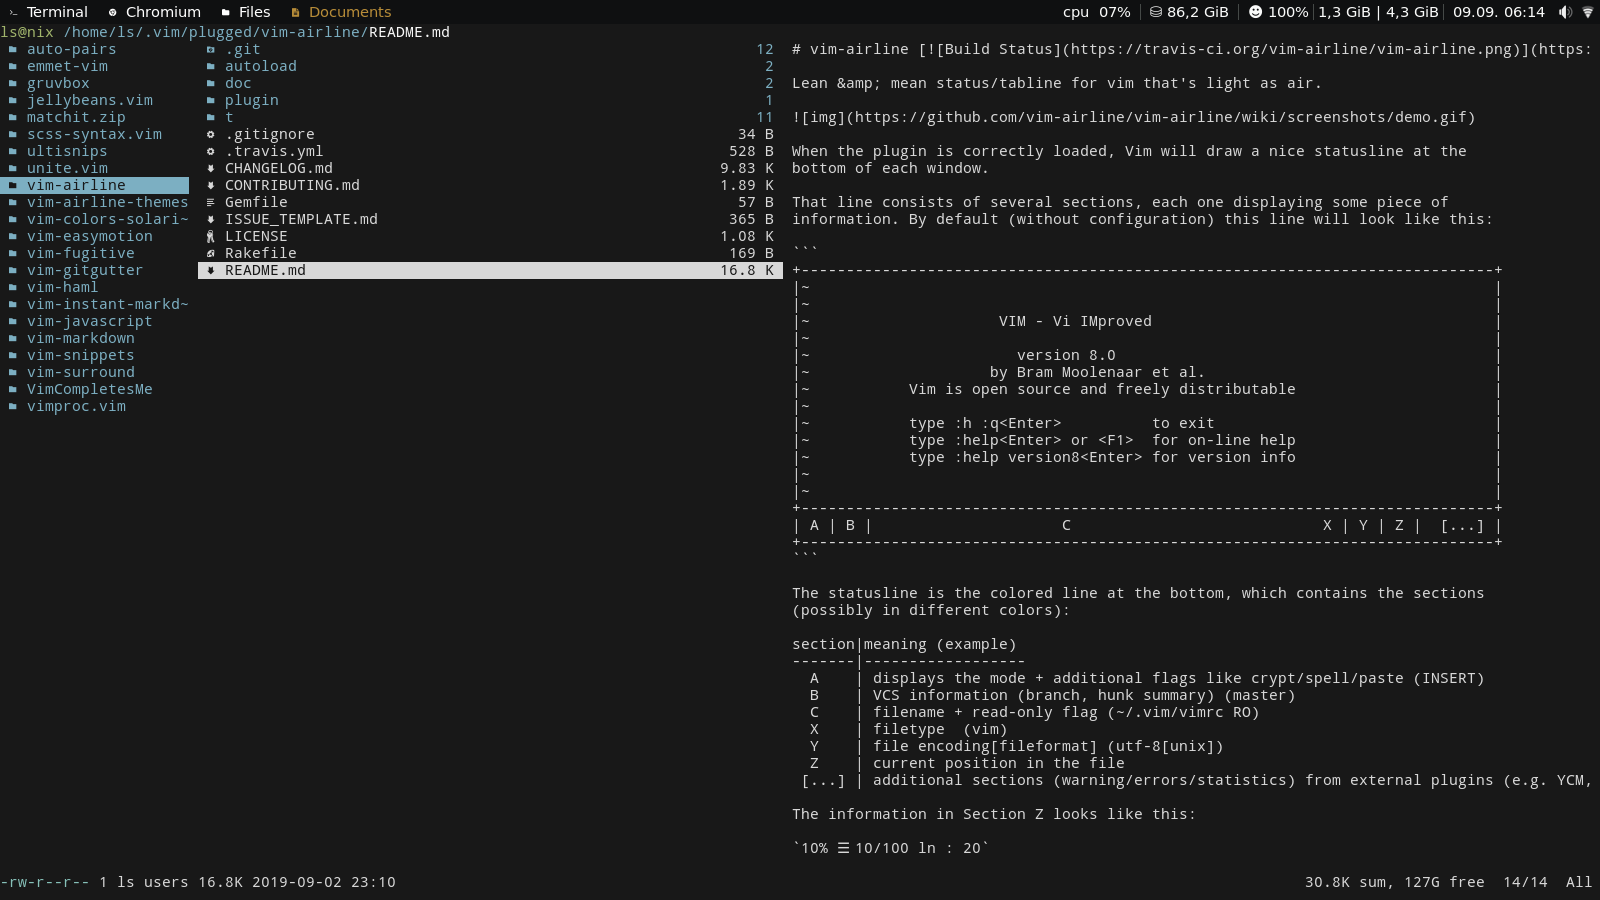 Terminal Chromium Files Documents cpu 07% 86,2 GiB 100% 1,3 GiB | 4,3 GiB 09.09. 06:14
ls@nix /home/ls/.vim/plugged/vim-airline/README.md
auto-pairs
emmet-vim
gruvbox
jellybeans.vim
matchit.zip
scss-syntax.vim
ultisnips
unite.vim
vim-airline
vim-airline-themes
vim-colors-solari~
vim-easymotion
vim-fugitive
vim-gitgutter
vim-haml
vim-instant-markd~
vim-javascript
vim-markdown
vim-snippets
vim-surround
VimCompletesMe
vimproc.vim
.git 12
autoload 2
doc 2
plugin 1
t 11
.gitignore 34 B
.travis.yml 528 B
CHANGELOG.md 9.83 K
CONTRIBUTING.md 1.89 K
Gemfile 57 B
ISSUE_TEMPLATE.md 365 B
LICENSE 1.08 K
Rakefile 169 B
README.md 16.8 K
# vim-airline [![Build Status](https://travis-ci.org/vim-airline/vim-airline.png)](https:
Lean &amp; mean status/tabline for vim that's light as air.
![img](https://github.com/vim-airline/vim-airline/wiki/screenshots/demo.gif)
When the plugin is correctly loaded, Vim will draw a nice statusline at the
bottom of each window.
That line consists of several sections, each one displaying some piece of
information. By default (without configuration) this line will look like this:
```
+-----------------------------------------------------------------------------+
|~ |
|~ |
|~ VIM - Vi IMproved |
|~ |
|~ version 8.0 |
|~ by Bram Moolenaar et al. |
|~ Vim is open source and freely distributable |
|~ |
|~ type :h :q<Enter> to exit |
|~ type :help<Enter> or <F1> for on-line help |
|~ type :help version8<Enter> for version info |
|~ |
|~ |
+-----------------------------------------------------------------------------+
| A | B | C X | Y | Z | [...] |
+-----------------------------------------------------------------------------+
```
The statusline is the colored line at the bottom, which contains the sections
(possibly in different colors):
section|meaning (example)
-------|------------------
A | displays the mode + additional flags like crypt/spell/paste (INSERT)
B | VCS information (branch, hunk summary) (master)
C | filename + read-only flag (~/.vim/vimrc RO)
X | filetype (vim)
Y | file encoding[fileformat] (utf-8[unix])
Z | current position in the file
[...] | additional sections (warning/errors/statistics) from external plugins (e.g. YCM,
The information in Section Z looks like this:
`10% ☰ 10/100 ln : 20`
-rw-r--r-- 1 ls users 16.8K 2019-09-02 23:10 30.8K sum, 127G free 14/14 All